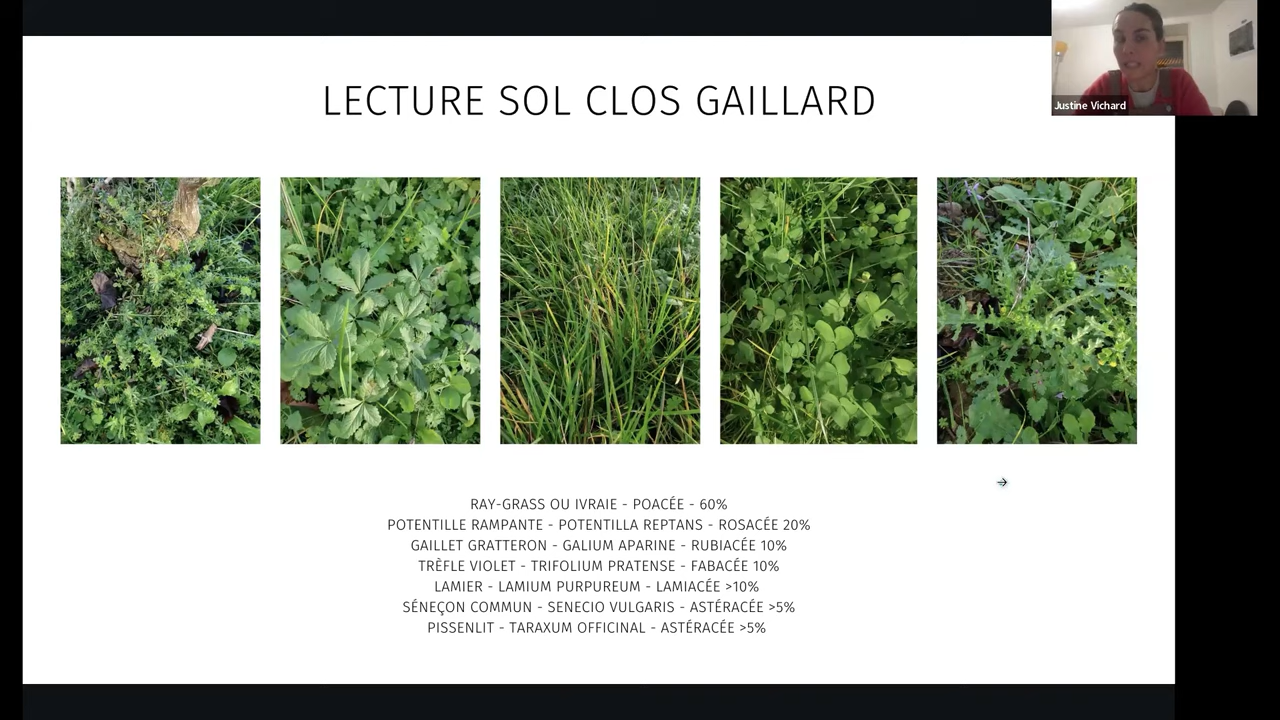 LECTURE SOL CLOS GAILLARD
Justine Vichard
RAY-GRASS OU IVRAIE - POACÉE - 60%
POTENTILLE RAMPANTE - POTENTILLA REPTANS - ROSACÉE 20%
GAILLET GRATTERON - GALIUM APARINE - RUBIACÉE 10%
TRÈFLE VIOLET - TRIFOLIUM PRATENSE - FABACÉE 10%
LAMIER - LAMIUM PURPUREUM - LAMIACÉE >10%
SÉNEÇON COMMUN - SENECIO VULGARIS - ASTÉRACÉE >5%
PISSENLIT - TARAXUM OFFICINAL - ASTÉRACÉE >5%